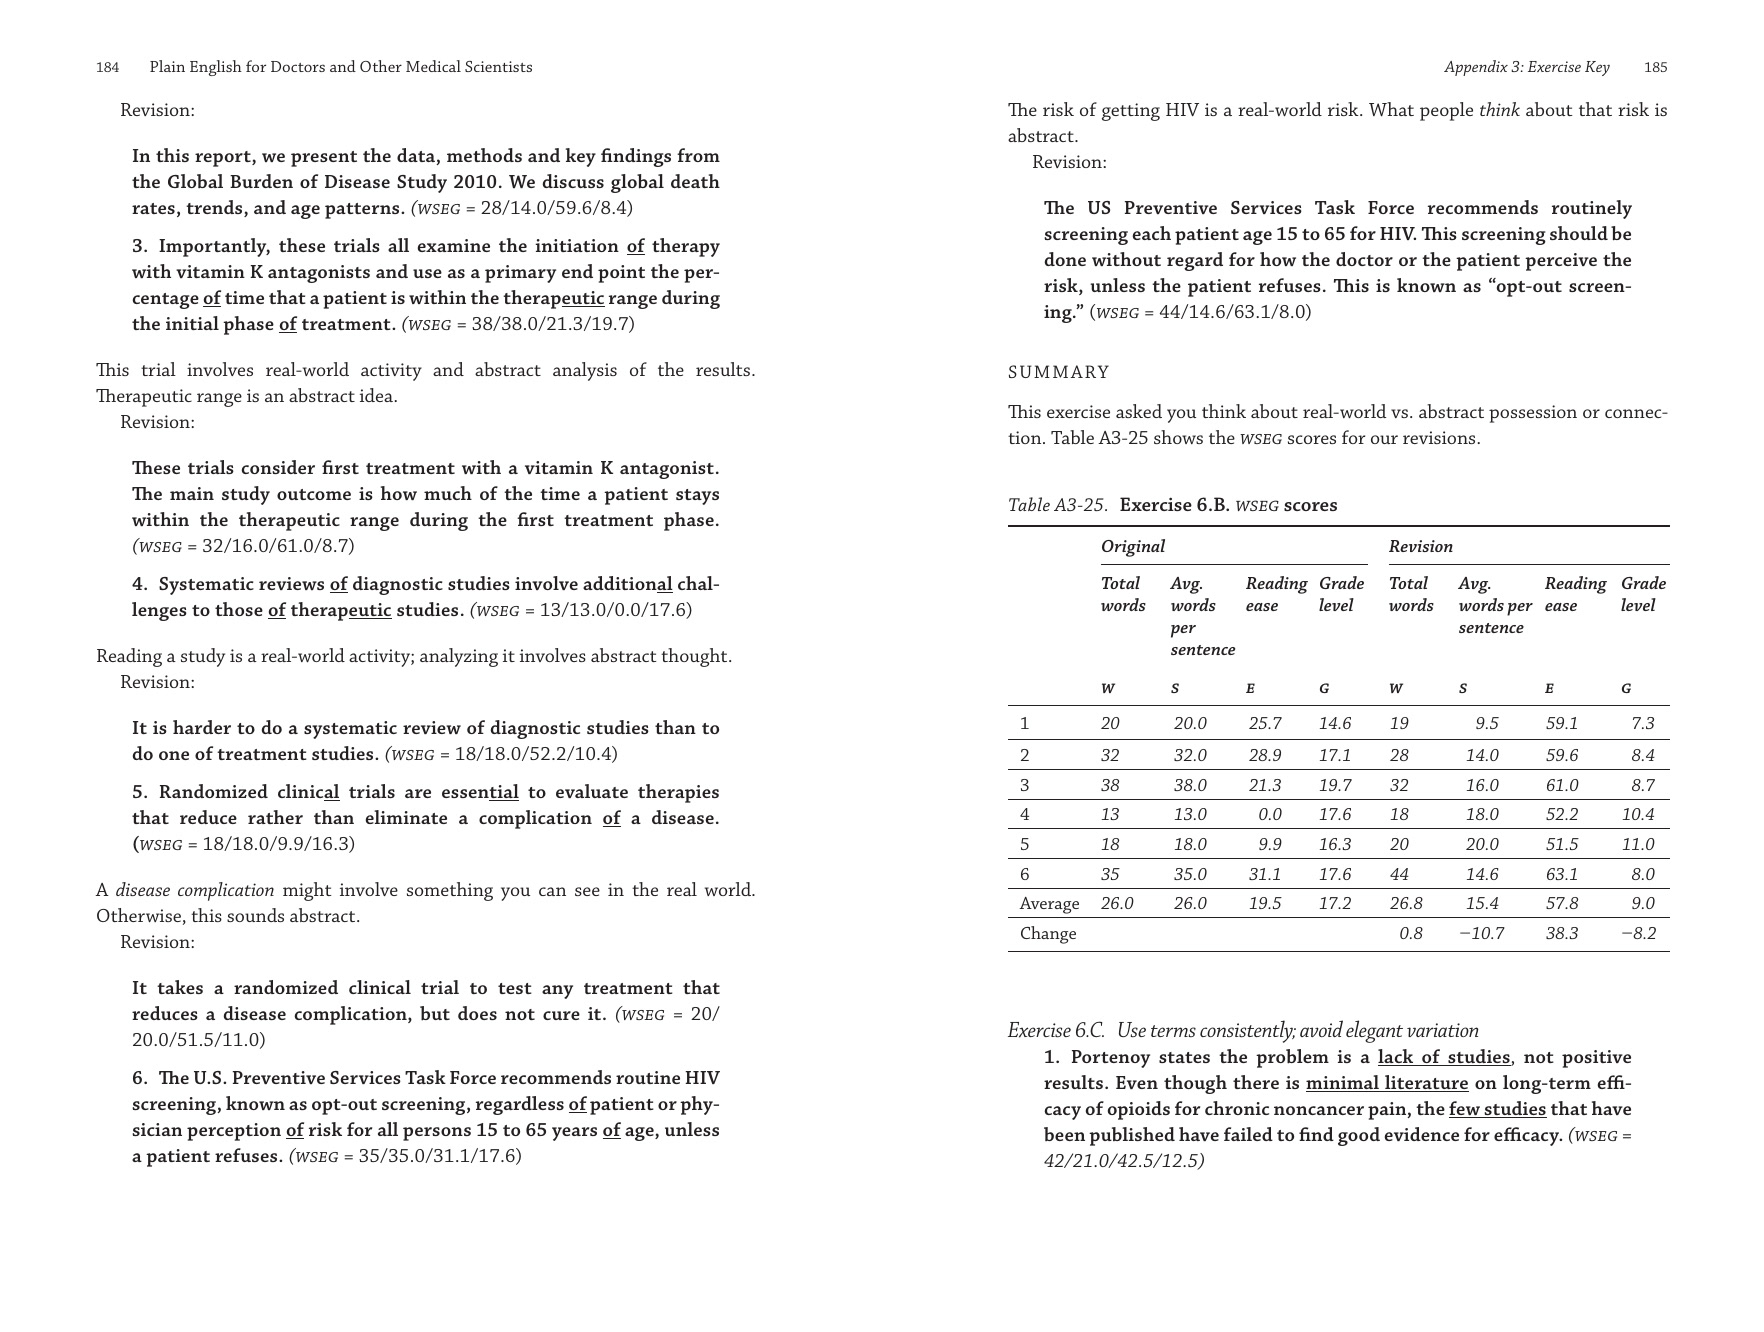 184 Plain English for Doctors and Other Medical Scientists
Revision:
In this report, we present the data, methods and key findings from
the Global Burden of Disease Study 2010. We discuss global death
rates, trends, and age patterns. (WSEG = 28/14.0/59.6/8.4)
3. Importantly, these trials all examine the initiation of therapy
with vitamin K antagonists and use as a primary end point the per-
centage of time that a patient is within the therapeutic range during
the initial phase of treatment. (WSEG = 38/38.0/21.3/19.7)
This trial involves real-world activity and abstract analysis of the results.
Therapeutic range is an abstract idea.
Revision:
These trials consider first treatment with a vitamin K antagonist.
The main study outcome is how much of the time a patient stays
within the therapeutic range during the first treatment phase.
(WSEG = 32/16.0/61.0/8.7)
4. Systematic reviews of diagnostic studies involve additional chal-
lenges to those of therapeutic studies. (WSEG = 13/13.0/0.0/17.6)
Reading a study is a real-world activity; analyzing it involves abstract thought.
Revision:
It is harder to do a systematic review of diagnostic studies than to
do one of treatment studies. (WSEG = 18/18.0/52.2/10.4)
5. Randomized clinical trials are essential to evaluate therapies
that reduce rather than eliminate a complication of a disease.
(WSEG = 18/18.0/9.9/16.3)
A disease complication might involve something you can see in the real world.
Otherwise, this sounds abstract.
Revision:
It takes a randomized clinical trial to test any treatment that
reduces a disease complication, but does not cure it. (WSEG = 20/
20.0/51.5/11.0)
6. The U.S. Preventive Services Task Force recommends routine HIV
screening, known as opt-out screening, regardless of patient or phy-
sician perception of risk for all persons 15 to 65 years of age, unless
a patient refuses. (WSEG = 35/35.0/31.1/17.6)
Appendix 3: Exercise Key 185
The risk of getting HIV is a real-world risk. What people think about that risk is
abstract.
Revision:
The US Preventive Services Task Force recommends routinely
screening each patient age 15 to 65 for HIV. This screening should be
done without regard for how the doctor or the patient perceive the
risk, unless the patient refuses. This is known as “opt-out screen-
ing.” (WSEG = 44/14.6/63.1/8.0)
SUMMARY
This exercise asked you think about real-world vs. abstract possession or connec-
tion. Table A3-25 shows the WSEG scores for our revisions.
Table A3-25. Exercise 6.B. WSEG scores
Original Revision
Total Avg. Reading Grade Total Avg. Reading Grade
words words ease level words words per ease level
per sentence
sentence
W S E G W S E G
1 20 20.0 25.7 14.6 19 9.5 59.1 7.3
2 32 32.0 28.9 17.1 28 14.0 59.6 8.4
3 38 38.0 21.3 19.7 32 16.0 61.0 8.7
4 13 13.0 0.0 17.6 18 18.0 52.2 10.4
5 18 18.0 9.9 16.3 20 20.0 51.5 11.0
6 35 35.0 31.1 17.6 44 14.6 63.1 8.0
Average 26.0 26.0 19.5 17.2 26.8 15.4 57.8 9.0
Change 0.8 −10.7 38.3 −8.2
Exercise 6.C. Use terms consistently; avoid elegant variation
1. Portenoy states the problem is a lack of studies, not positive
results. Even though there is minimal literature on long-term effi-
cacy of opioids for chronic noncancer pain, the few studies that have
been published have failed to find good evidence for efficacy. (WSEG =
42/21.0/42.5/12.5)